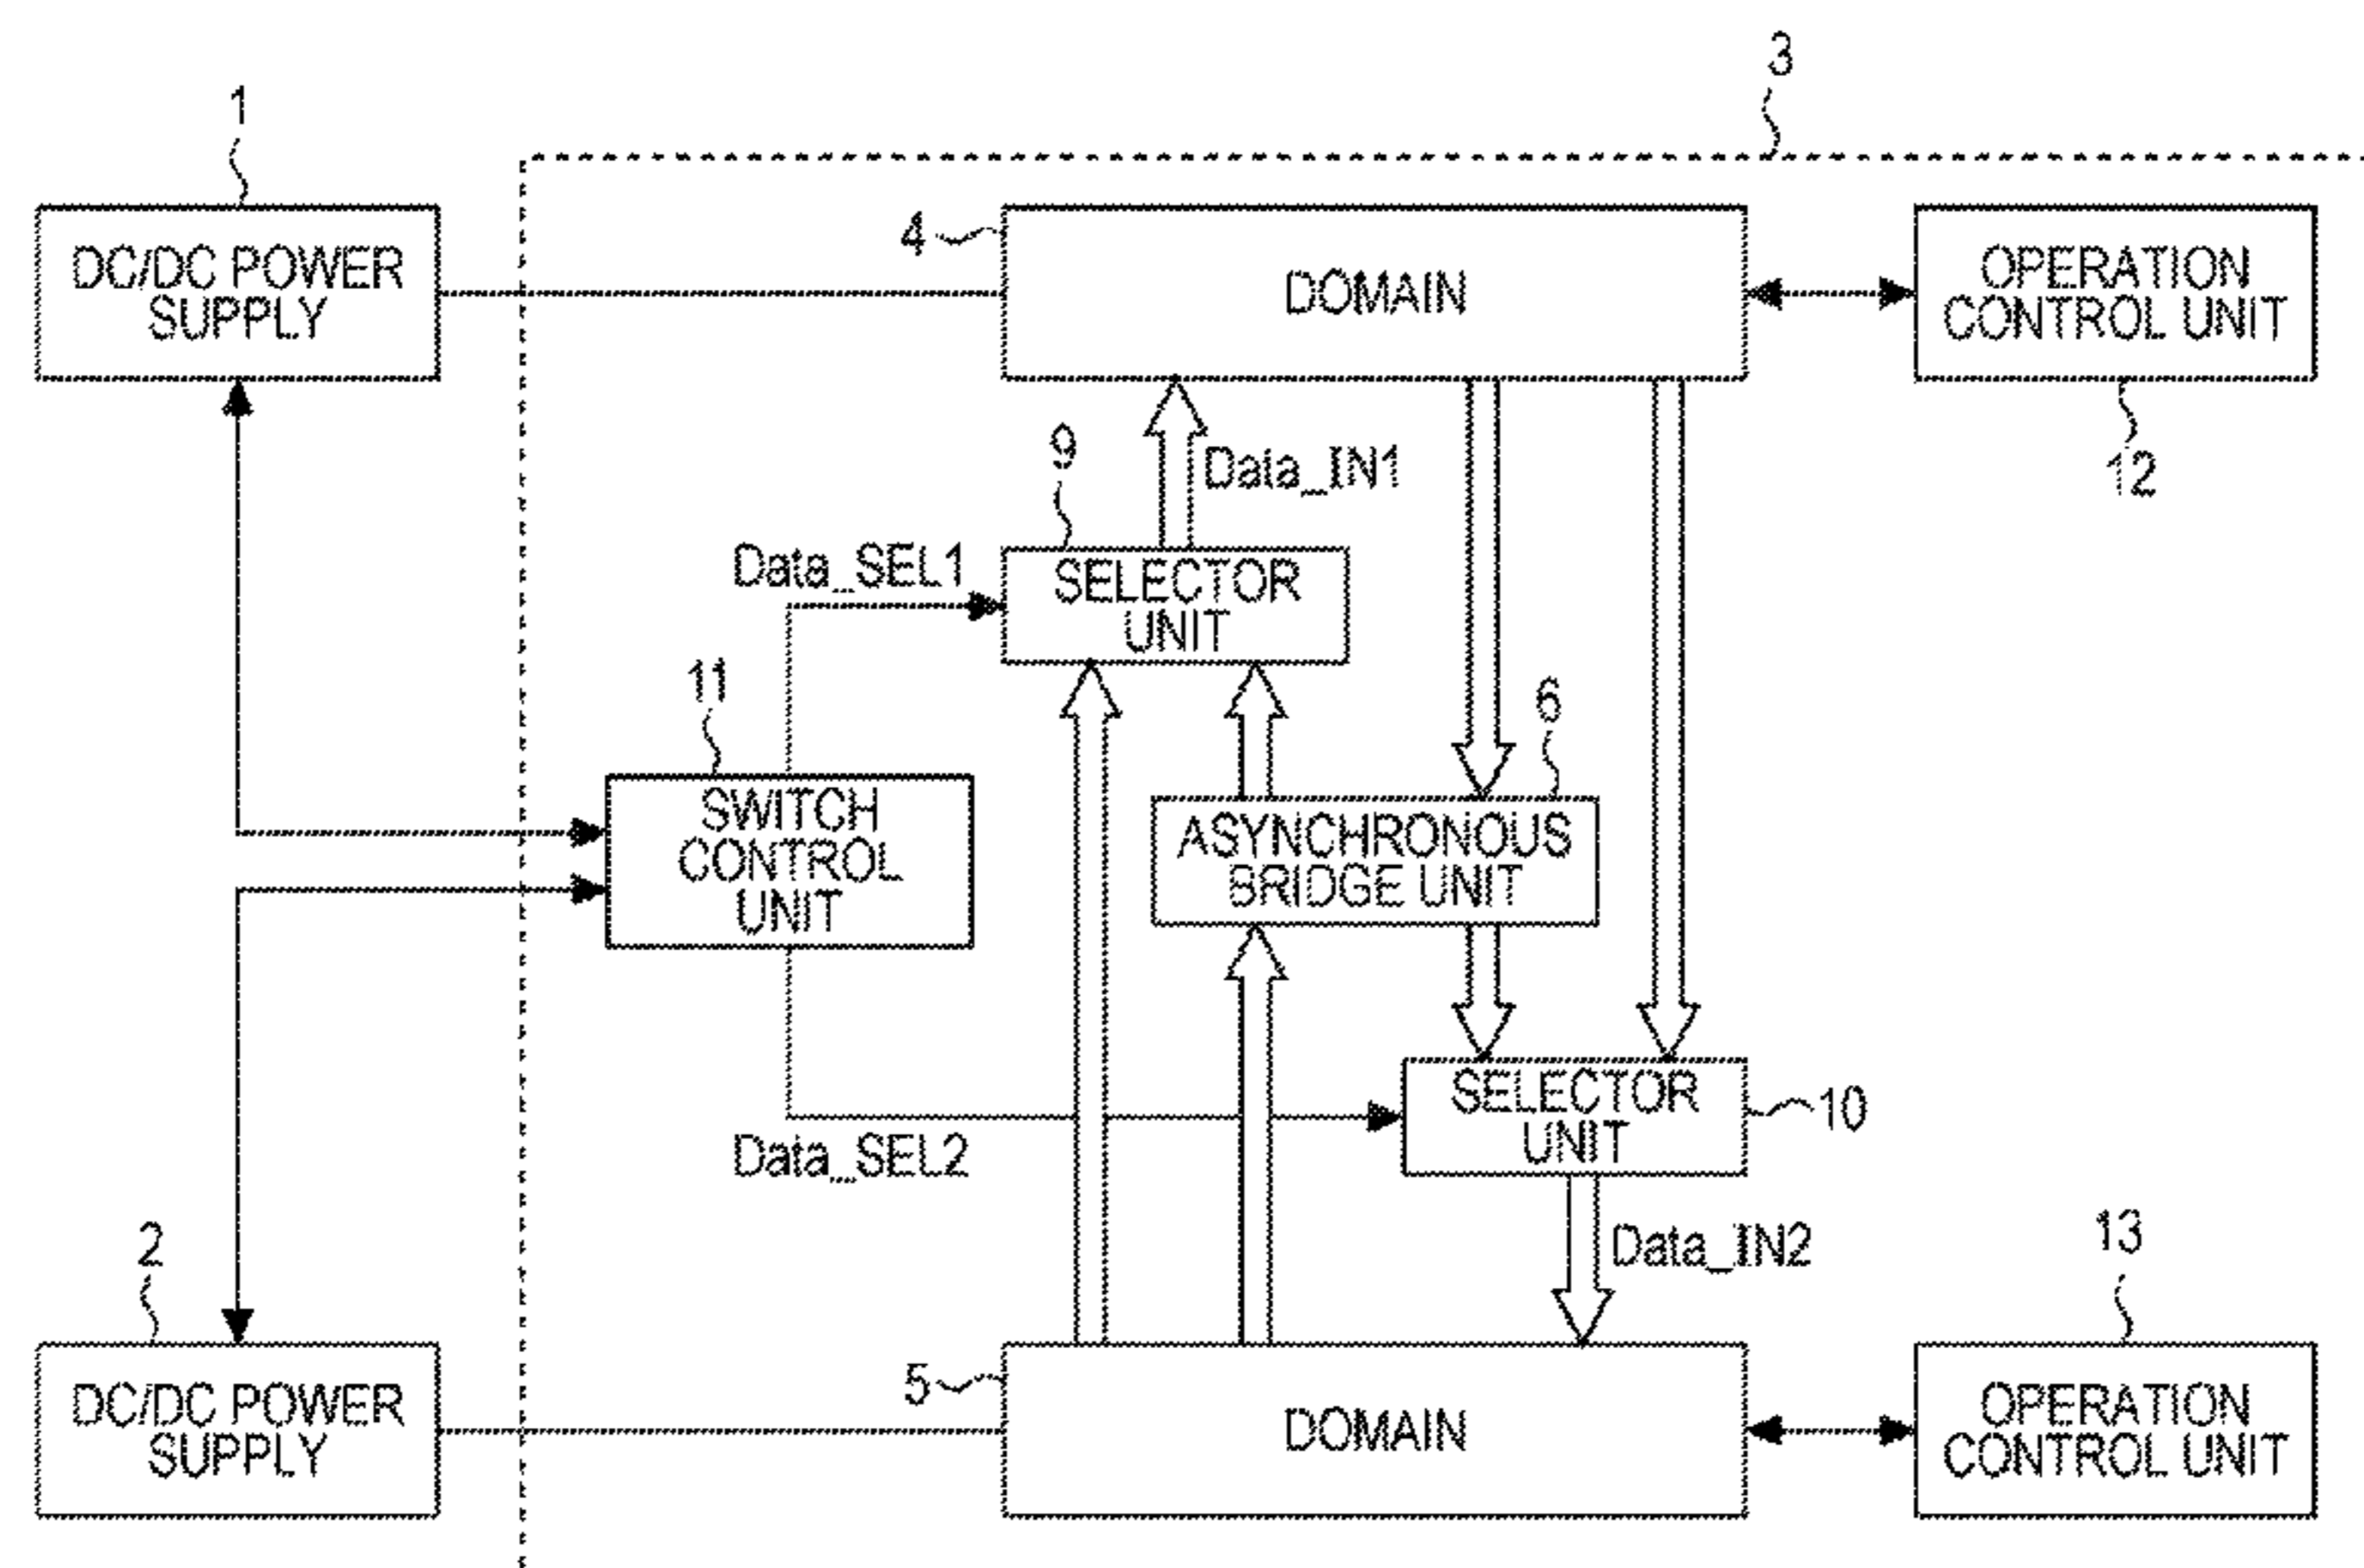 3
1
DC/DC POWER
SUPPLY
4
DOMAIN
OPERATION
CONTROL UNIT
12
9
Data_IN1
Data_SEL1
SELECTOR
UNIT
11
6
SWITCH
CONTROL
UNIT
ASYNCHRONOUS
BRIDGE UNIT
SELECTOR
UNIT
10
Data_SEL2
2
Data_IN2
13
DC/DC POWER
SUPPLY
5
DOMAIN
OPERATION
CONTROL UNIT